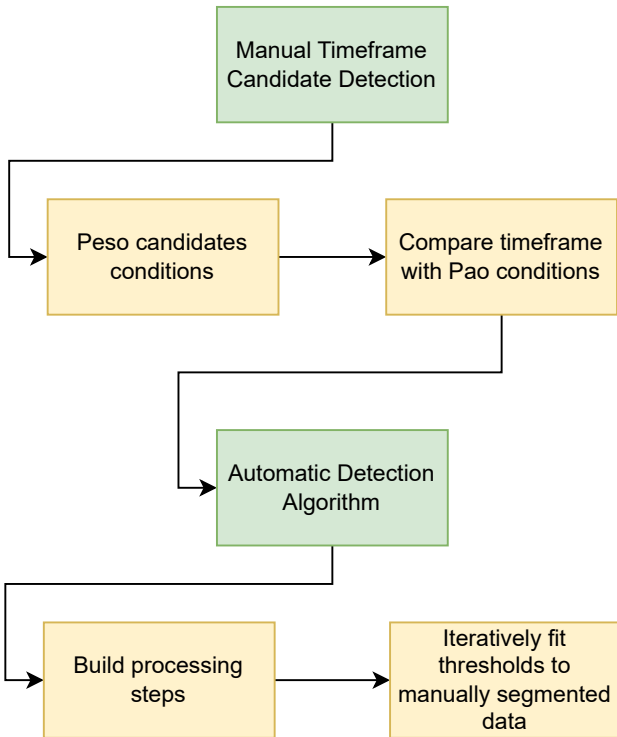 Manual Timeframe
Candidate Detection
Peso candidates
conditions
Compare timeframe
with Pao conditions
Automatic Detection
Algorithm
Build processing
steps
Iteratively fit
thresholds to
manually segmented
data